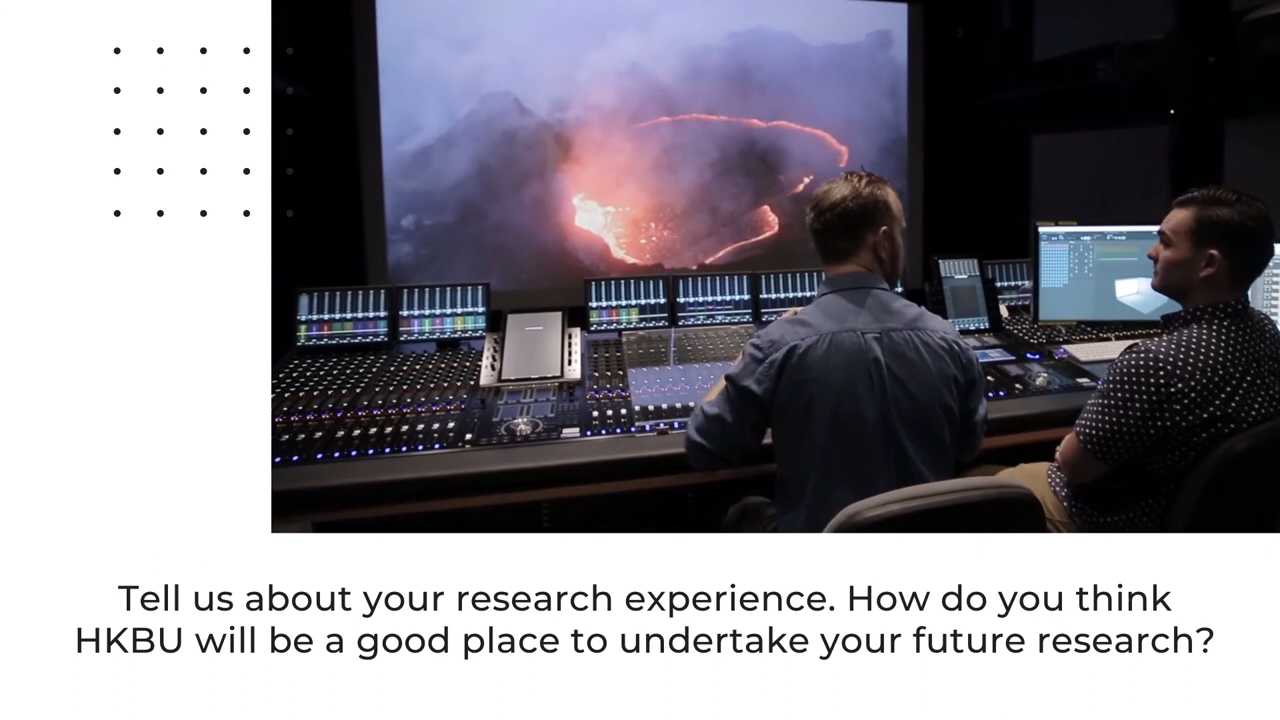 Tell us about your research experience. How do you think
HKBU will be a good place to undertake your future research?